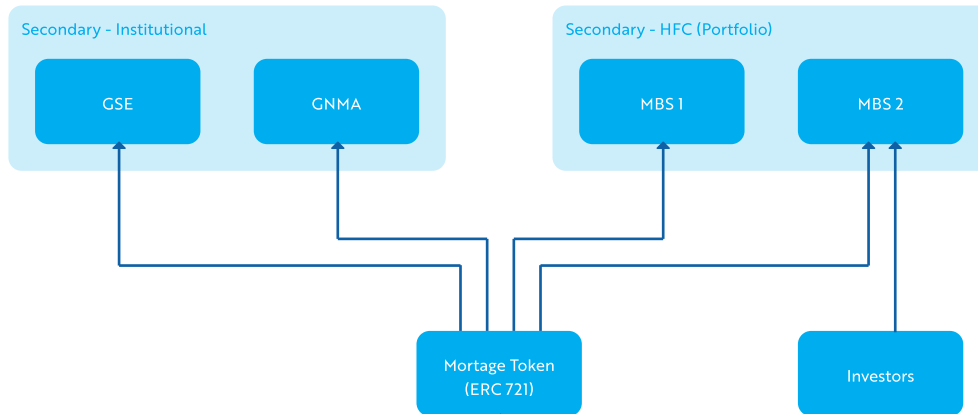 Secondary - Institutional
Secondary - HFC (Portfolio)
GSE
GNMA
MBS 1
MBS 2
Mortage Token
(ERC 721)
Investors